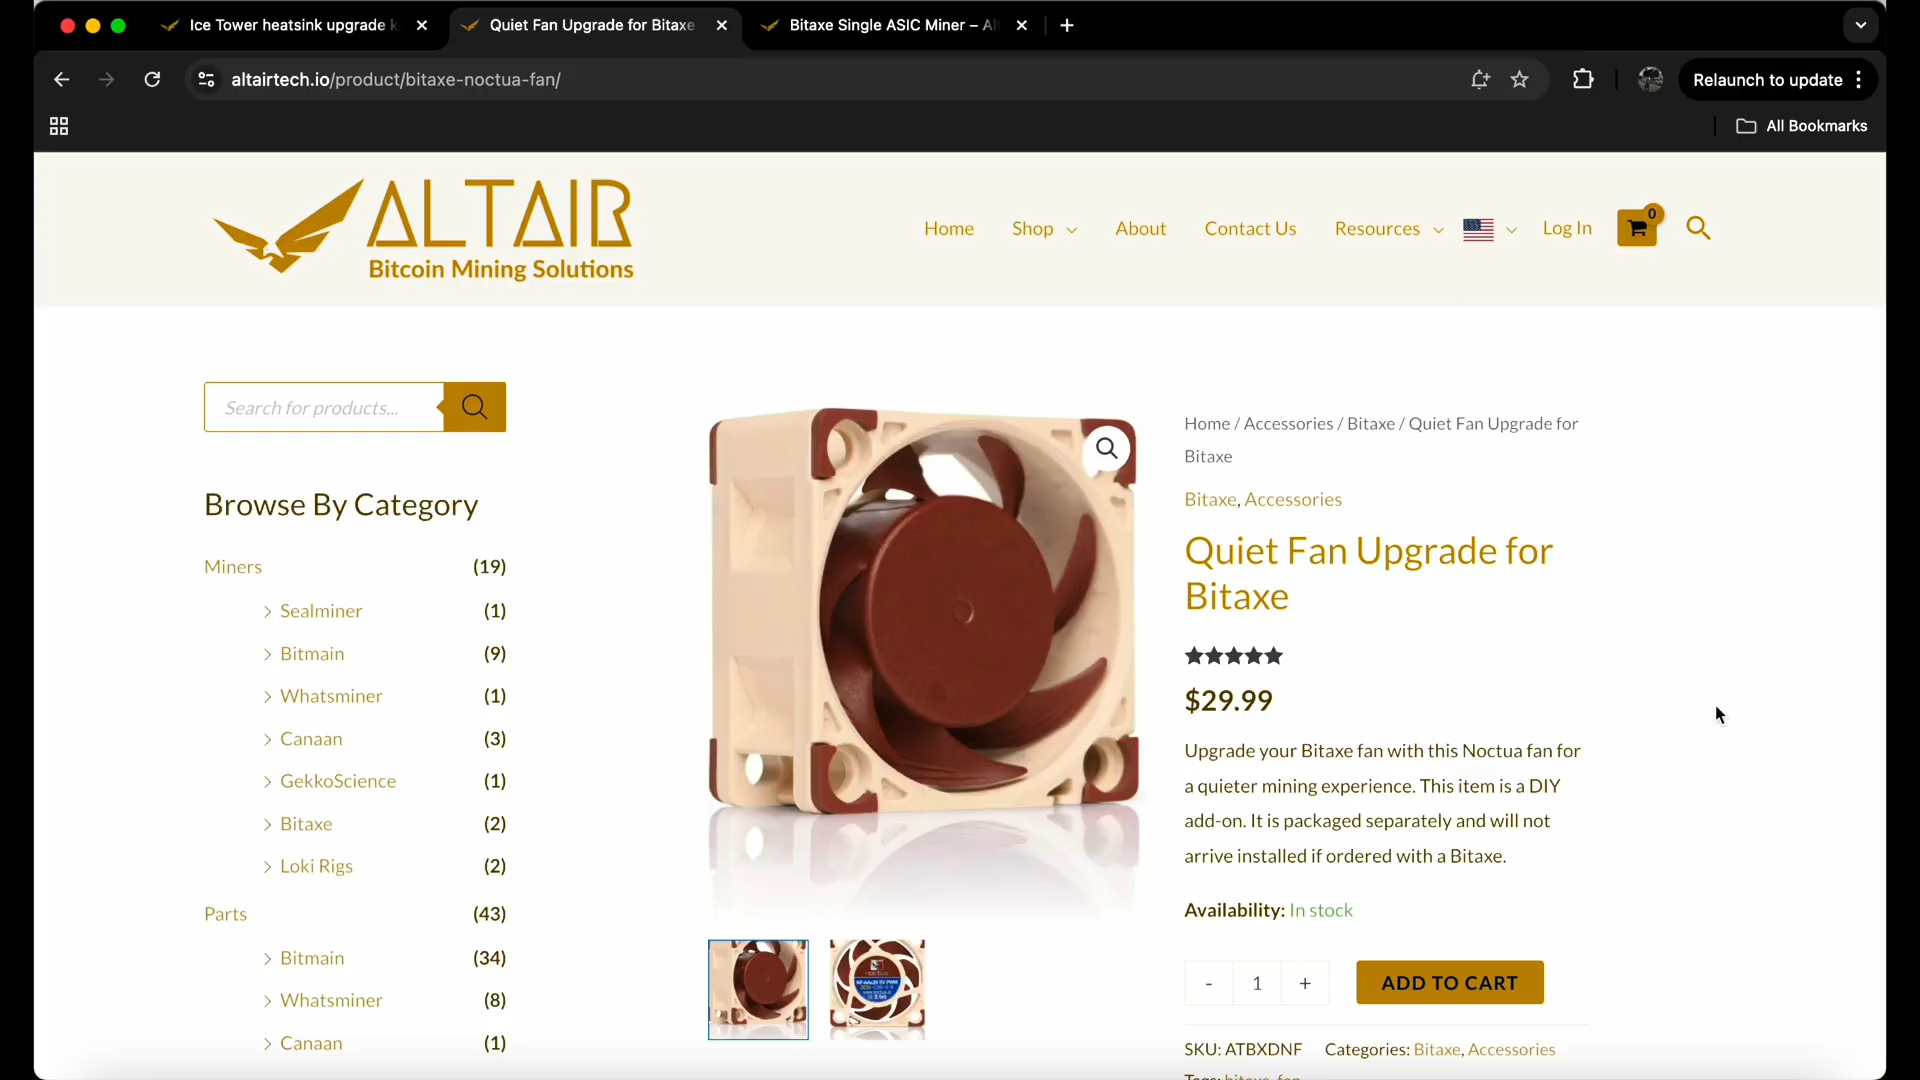 Ice Tower heatsink upgrade k
Quiet Fan Upgrade for Bitaxe
Bitaxe Single ASIC Miner – Al
altairtech.io/product/bitaxe-noctua-fan/
Relaunch to update
All Bookmarks
ALTAIR
Bitcoin Mining Solutions
Home
Shop
About
Contact Us
Resources
Log In
0
Search for products...
Browse By Category
Miners (19)
Sealminer (1)
Bitmain (9)
Whatsminer (1)
Canaan (3)
GekkoScience (1)
Bitaxe (2)
Loki Rigs (2)
Parts (43)
Bitmain (34)
Whatsminer (8)
Canaan (1)
Home / Accessories / Bitaxe / Quiet Fan Upgrade for
Bitaxe
Bitaxe, Accessories
Quiet Fan Upgrade for
Bitaxe
$29.99
Upgrade your Bitaxe fan with this Noctua fan for
a quieter mining experience. This item is a DIY
add-on. It is packaged separately and will not
arrive installed if ordered with a Bitaxe.
Availability: In stock
- 1 +
ADD TO CART
SKU: ATBXDNF Categories: Bitaxe, Accessories
Tags: bitaxe, fan